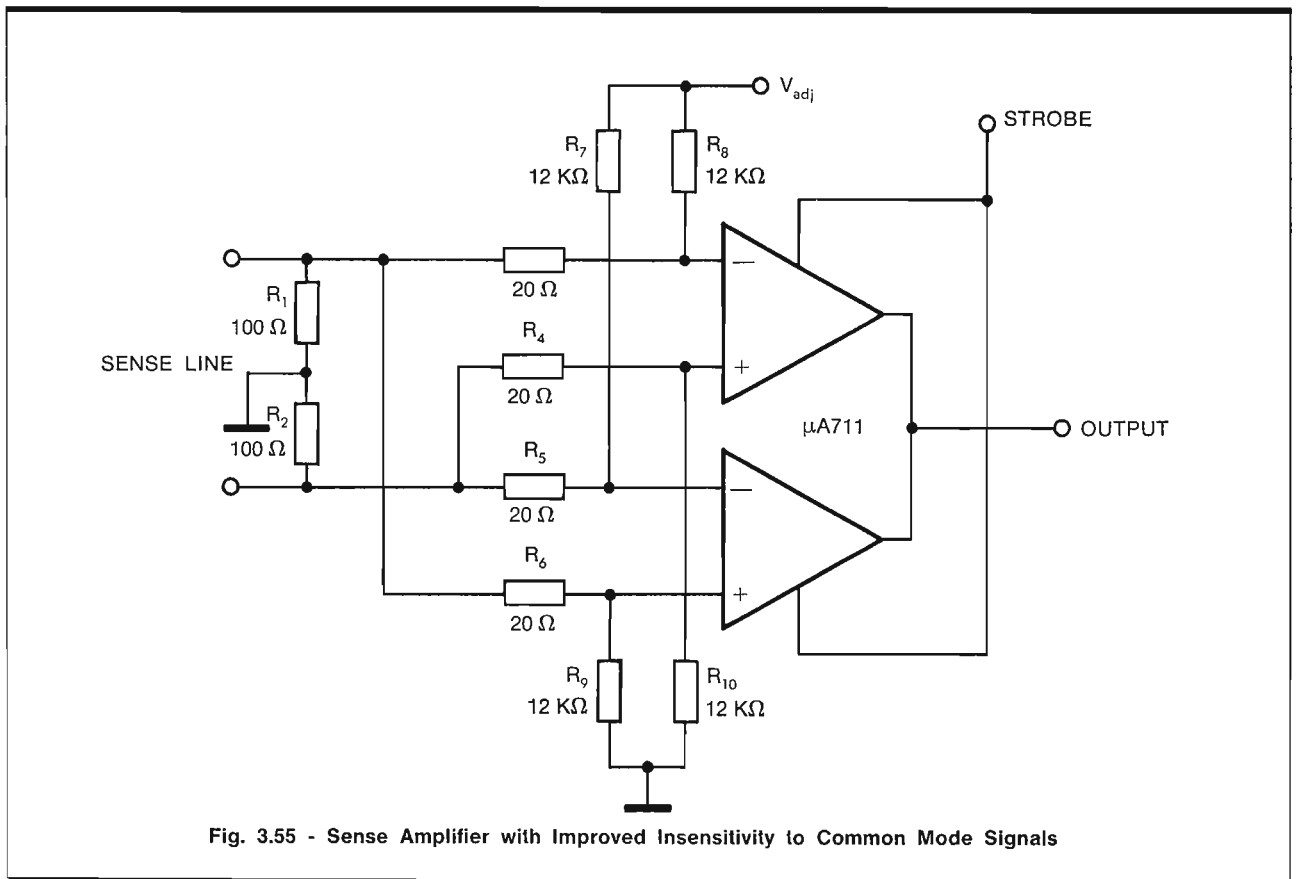 V_adj
STROBE
R₇
12 KΩ
R₈
12 KΩ
−
20 Ω
R₁
100 Ω
R₄
SENSE LINE
+
20 Ω
R₂
100 Ω
µA711
OUTPUT
R₅
−
20 Ω
R₆
+
20 Ω
R₉
12 KΩ
R₁₀
12 KΩ
Fig. 3.55 - Sense Amplifier with Improved Insensitivity to Common Mode Signals